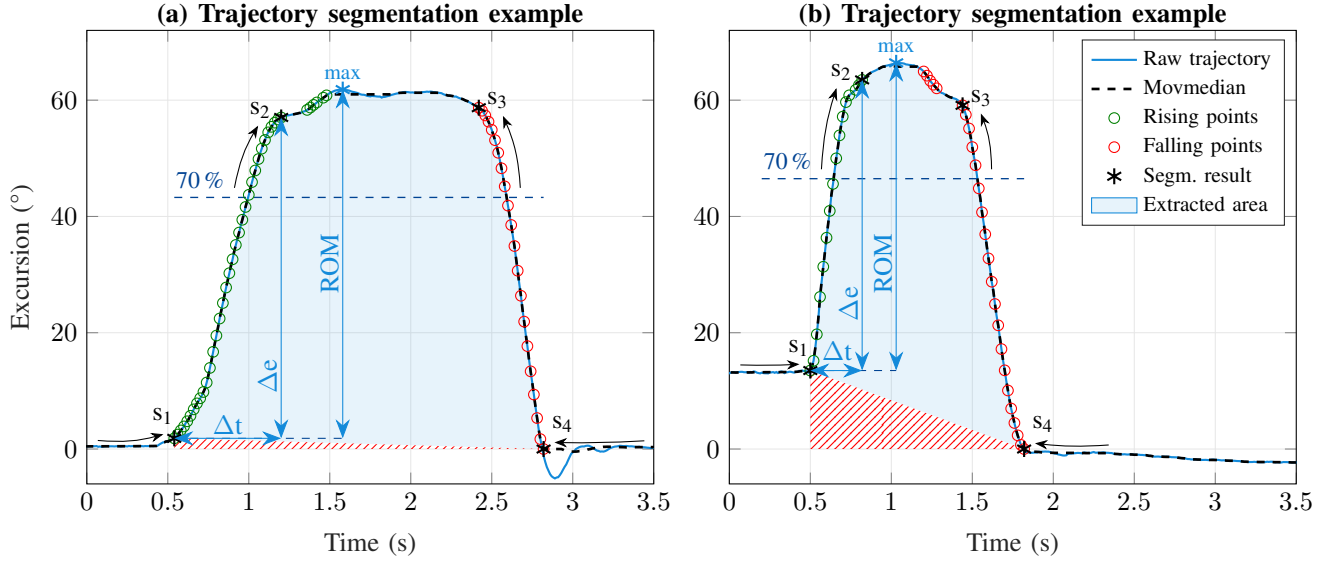 (a) Trajectory segmentation example
Excursion (°)
60
40
20
0
0
0.5
1
1.5
2
2.5
3
3.5
Time (s)
s1
s2
s3
s4
max
70 %
ROM
Δe
Δt
(b) Trajectory segmentation example
60
40
20
0
0
0.5
1
1.5
2
2.5
3
3.5
Time (s)
s1
s2
s3
s4
max
70 %
ROM
Δe
Δt
Raw trajectory
Movmedian
Rising points
Falling points
Segm. result
Extracted area